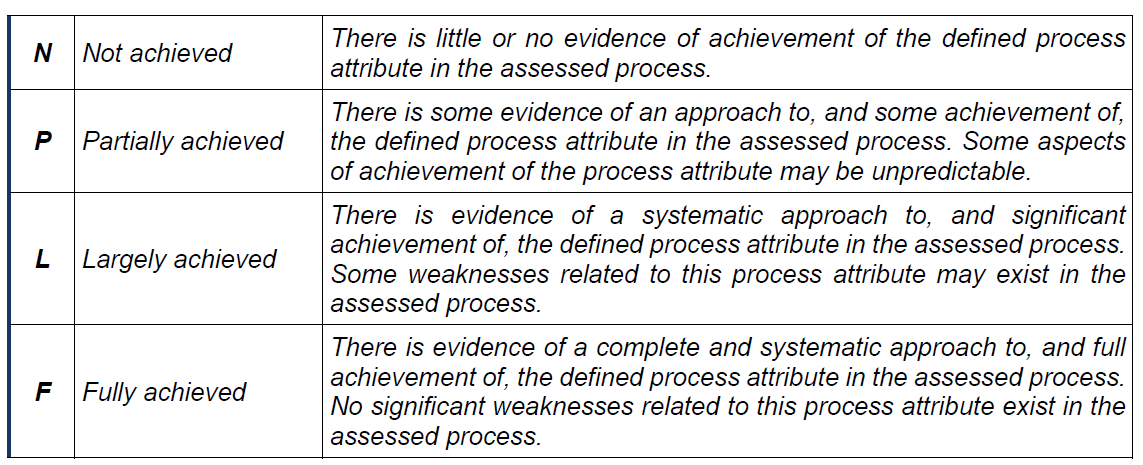 N Not achieved There is little or no evidence of achievement of the defined process
attribute in the assessed process.
P Partially achieved There is some evidence of an approach to, and some achievement of,
the defined process attribute in the assessed process. Some aspects
of achievement of the process attribute may be unpredictable.
L Largely achieved There is evidence of a systematic approach to, and significant
achievement of, the defined process attribute in the assessed process.
Some weaknesses related to this process attribute may exist in the
assessed process.
F Fully achieved There is evidence of a complete and systematic approach to, and full
achievement of, the defined process attribute in the assessed process.
No significant weaknesses related to this process attribute exist in the
assessed process.